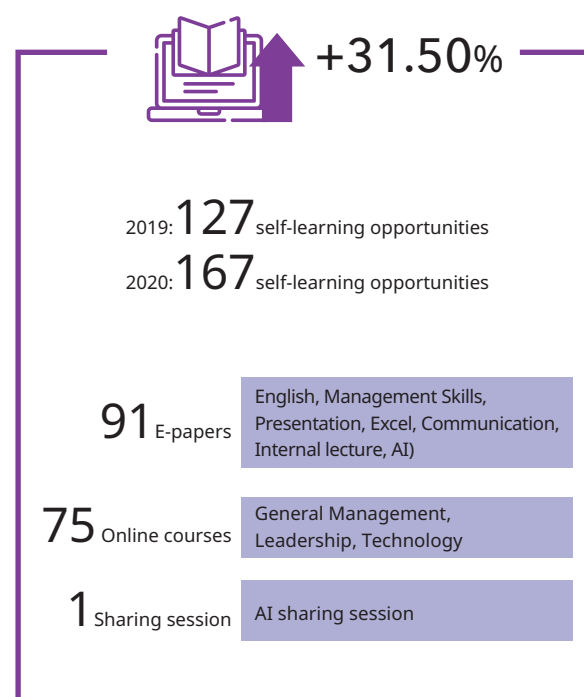 +31.50%
2019: 127 self-learning opportunities
2020: 167 self-learning opportunities
91 E-papers
English, Management Skills,
Presentation, Excel, Communication,
Internal lecture, AI)
75 Online courses
General Management,
Leadership, Technology
1 Sharing session
AI sharing session